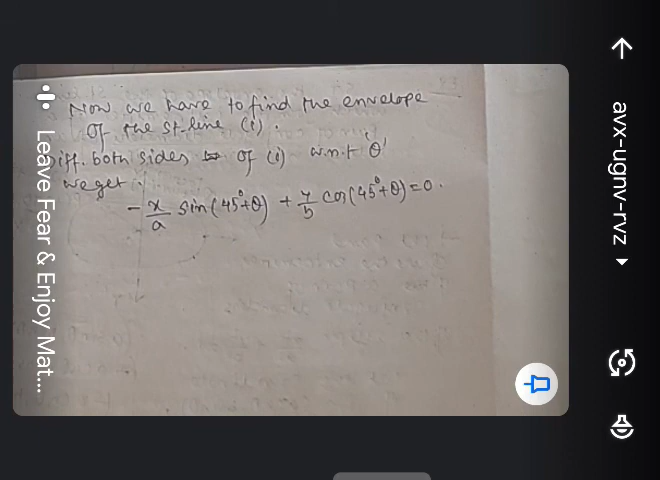 Now we have to find the envelope
of the st-line (i).
Diff. both sides of (i) w.r.t θ'
we get.
- x/a sin(45°+θ) + y/b cos(45°+θ)=0.
Leave Fear & Enjoy Mat...
avx-ugnv-rvz